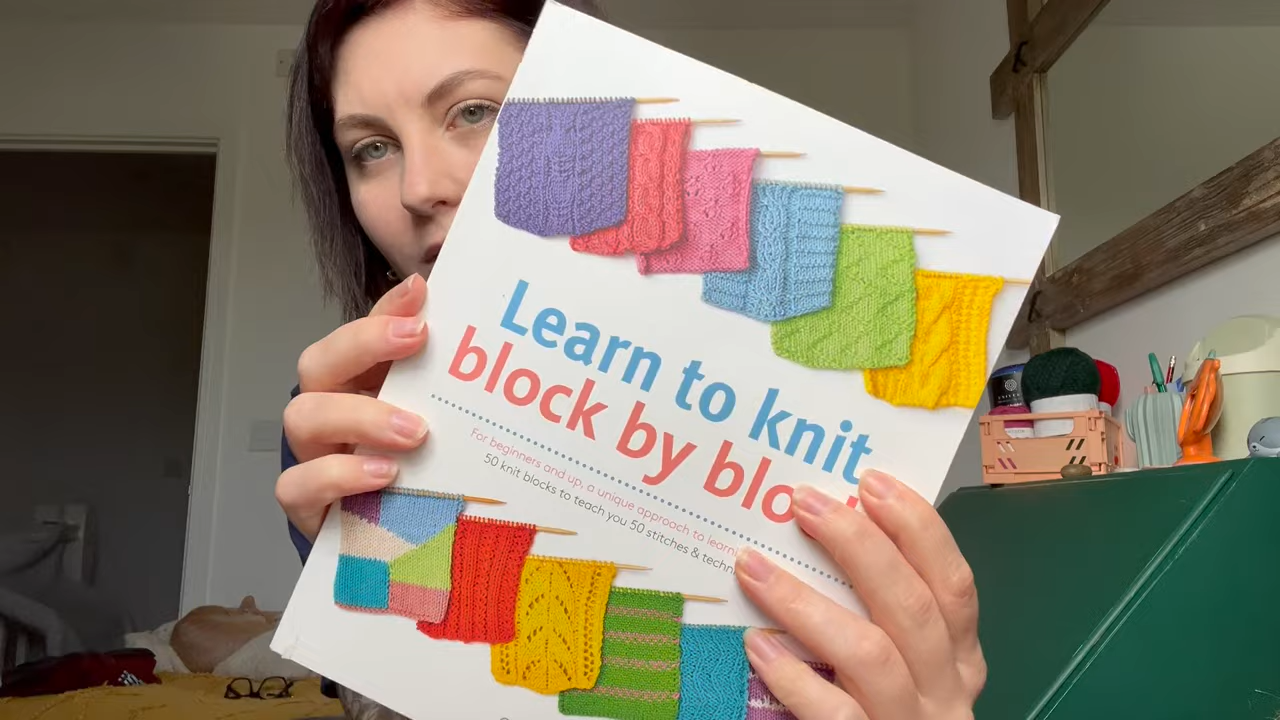 Learn to knit
block by blo
For beginners and up, a unique approach to learni
50 knit blocks to teach you 50 stitches & techn